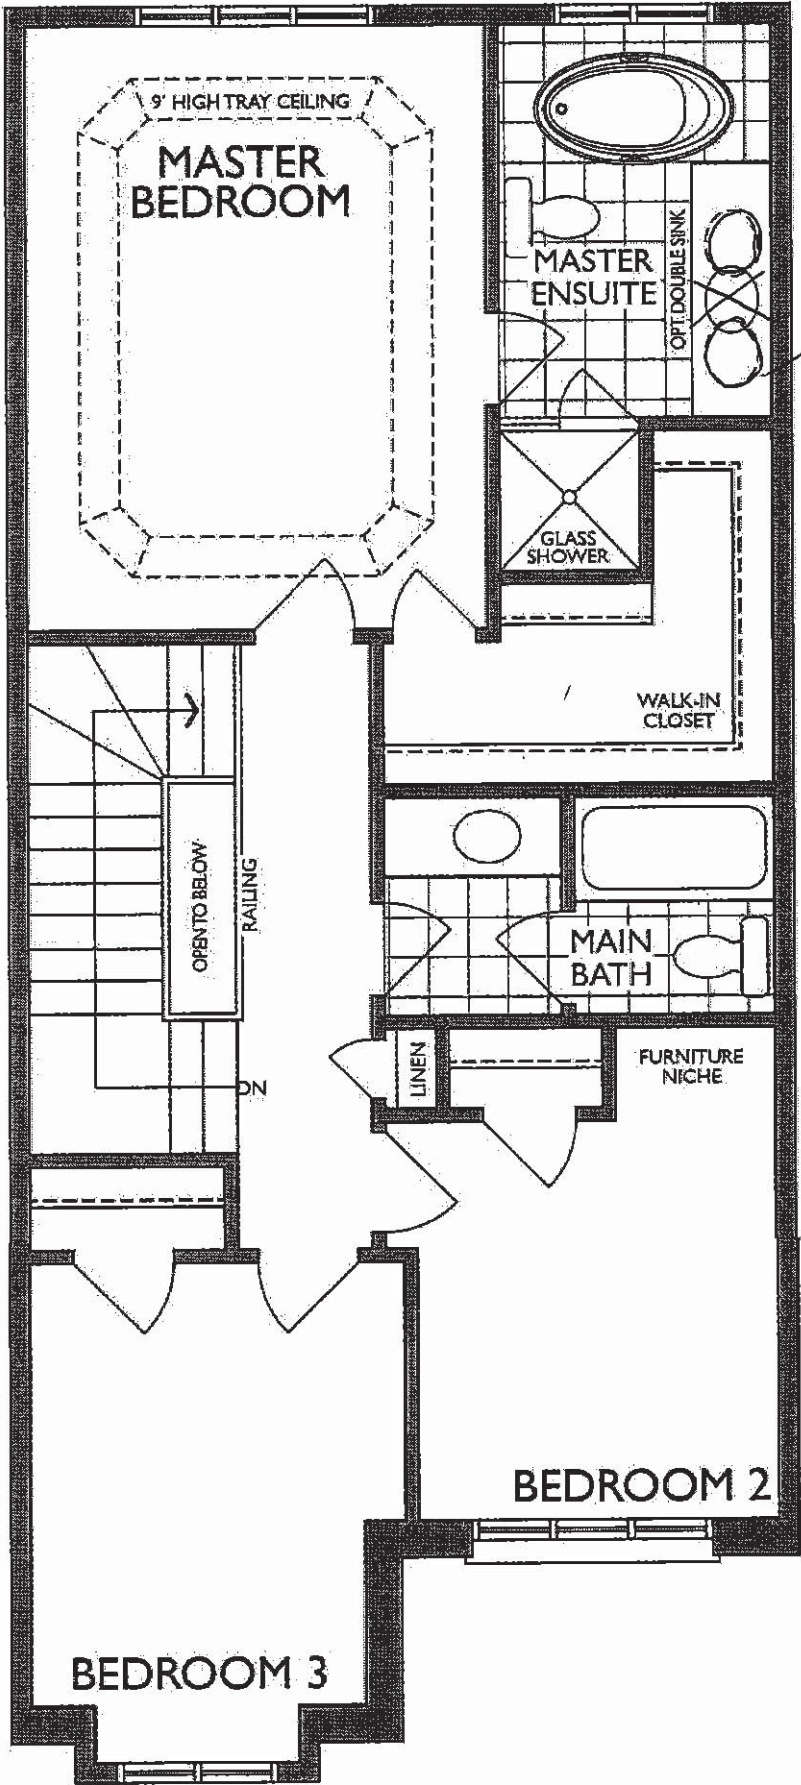 9' HIGH TRAY CEILING
MASTER
BEDROOM
MASTER
ENSUITE
OPT. DOUBLE SINK
GLASS
SHOWER
WALK-IN
CLOSET
OPEN TO BELOW
RAILING
MAIN
BATH
LINEN
FURNITURE
NICHE
DN
BEDROOM 2
BEDROOM 3